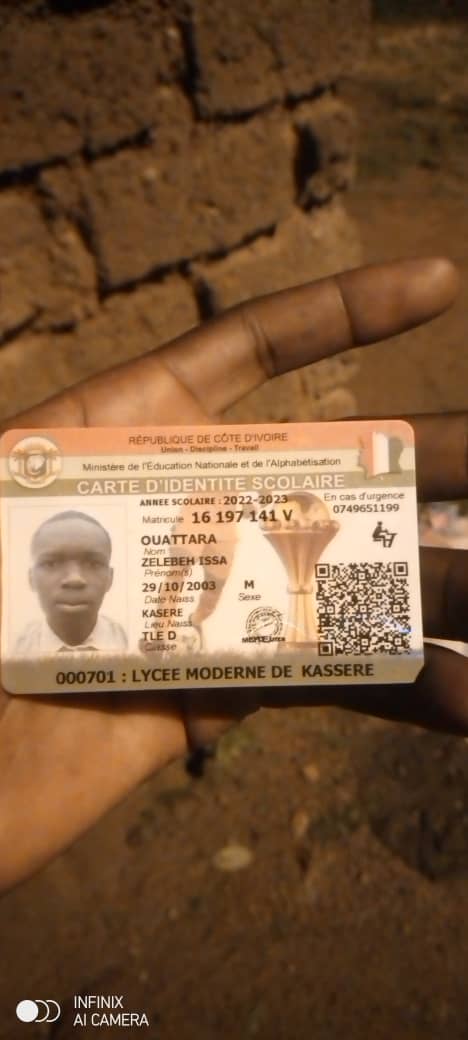 RÉPUBLIQUE DE CÔTE D'IVOIRE
Union - Discipline - Travail
Ministère de l'Éducation Nationale et de l'Alphabétisation
CARTE D'IDENTITE SCOLAIRE
ANNEE SCOLAIRE : 2022-2023
En cas d'urgence
0749651199
Matricule 16 197 141 V
OUATTARA
Nom
ZELEBEH ISSA
Prénom(s)
29/10/2003 M
Date Naiss Sexe
KASERE
Lieu Naiss
TLE D
Classe
000701 : LYCEE MODERNE DE KASSERE
INFINIX
AI CAMERA